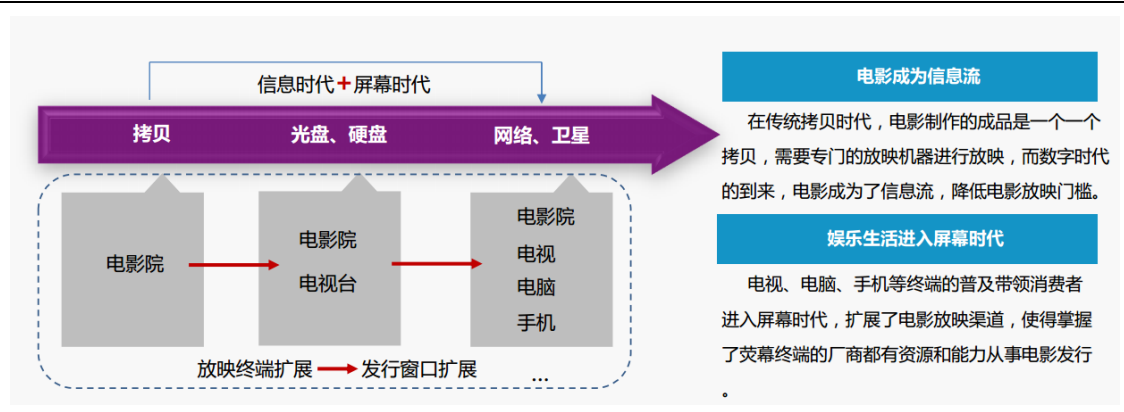 信息时代+屏幕时代
拷贝
光盘、硬盘
网络、卫星
电影院
电影院
电视台
电影院
电视
电脑
手机
放映终端扩展
发行窗口扩展
...
电影成为信息流
在传统拷贝时代，电影制作的成品是一个一个
拷贝，需要专门的放映机器进行放映，而数字时代
的到来，电影成为了信息流，降低电影放映门槛。
娱乐生活进入屏幕时代
电视、电脑、手机等终端的普及带领消费者
进入屏幕时代，扩展了电影放映渠道，使得掌握
了荧幕终端的厂商都有资源和能力从事电影发行
。